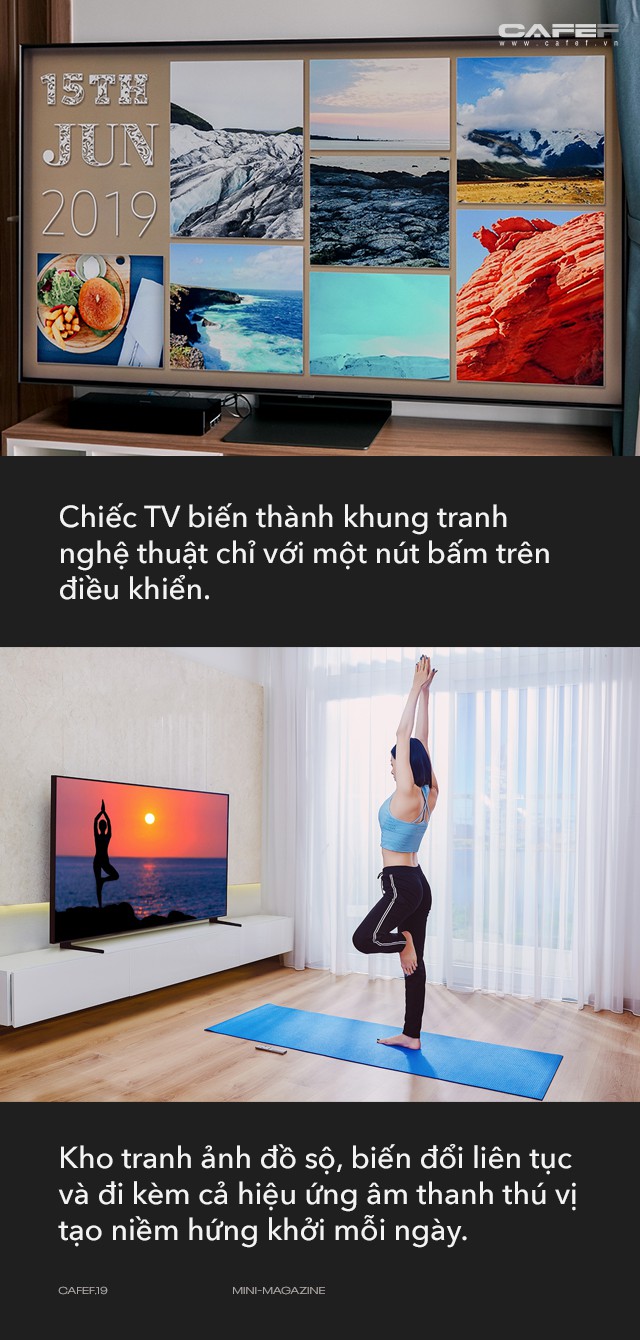 CAFEF
www.cafef.vn
15TH
JUN
2019
Chiếc TV biến thành khung tranh
nghệ thuật chỉ với một nút bấm trên
điều khiển.
Kho tranh ảnh đồ sộ, biến đổi liên tục
và đi kèm cả hiệu ứng âm thanh thú vị
tạo niềm hứng khởi mỗi ngày.
CAFEF.19
MINI-MAGAZINE